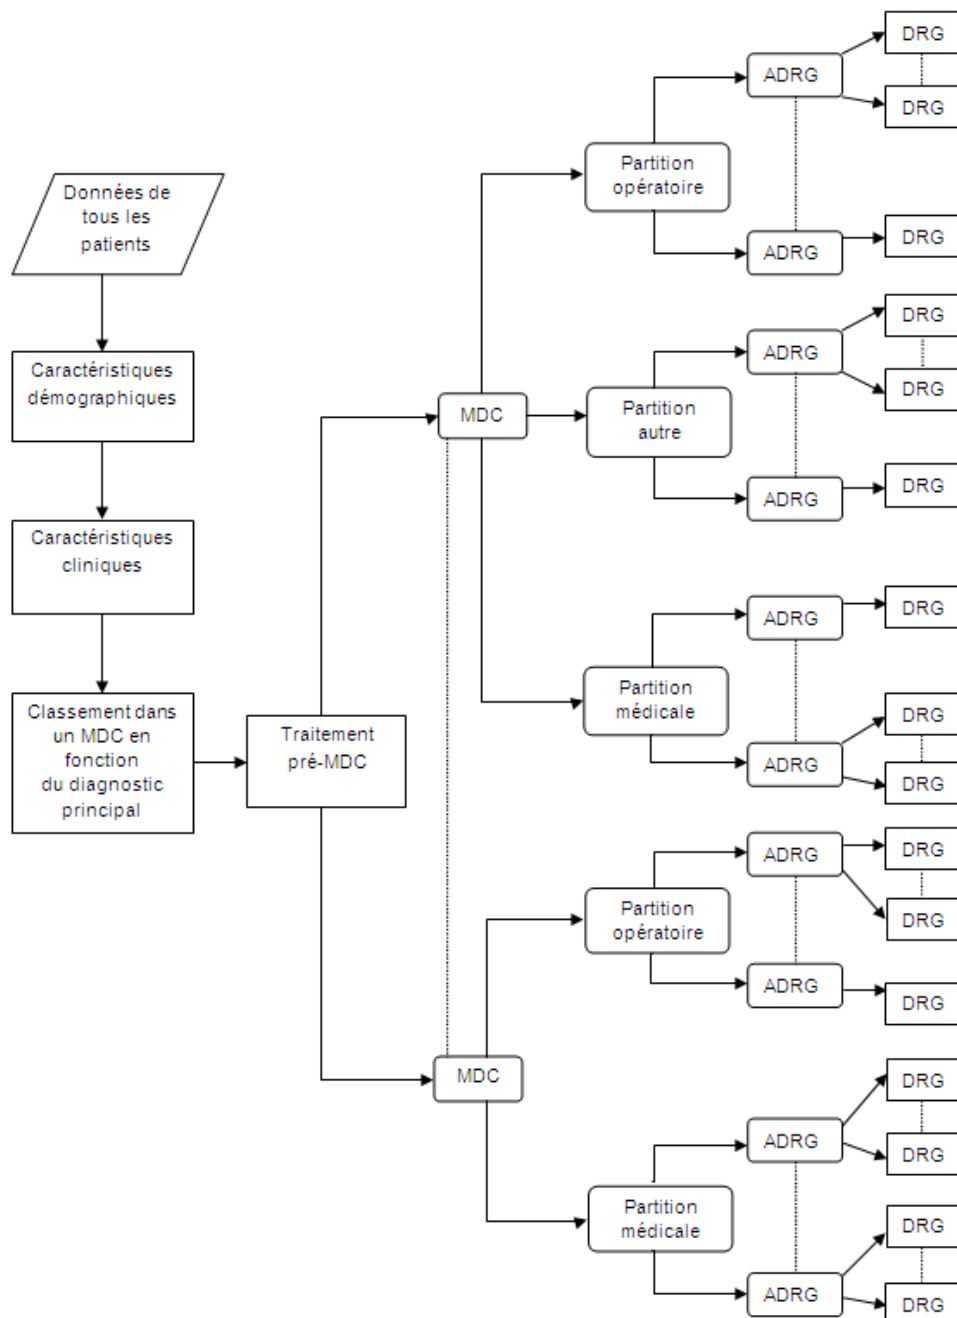 Données de
tous les
patients
Caractéristiques
démographiques
Caractéristiques
cliniques
Classement dans
un MDC en
fonction
du diagnostic
principal
Traitement
pré-MDC
MDC
Partition
opératoire
ADRG
DRG
DRG
ADRG
DRG
Partition
autre
ADRG
DRG
DRG
ADRG
DRG
Partition
médicale
ADRG
DRG
ADRG
DRG
DRG
MDC
Partition
opératoire
ADRG
DRG
DRG
ADRG
DRG
Partition
médicale
ADRG
DRG
DRG
ADRG
DRG
DRG